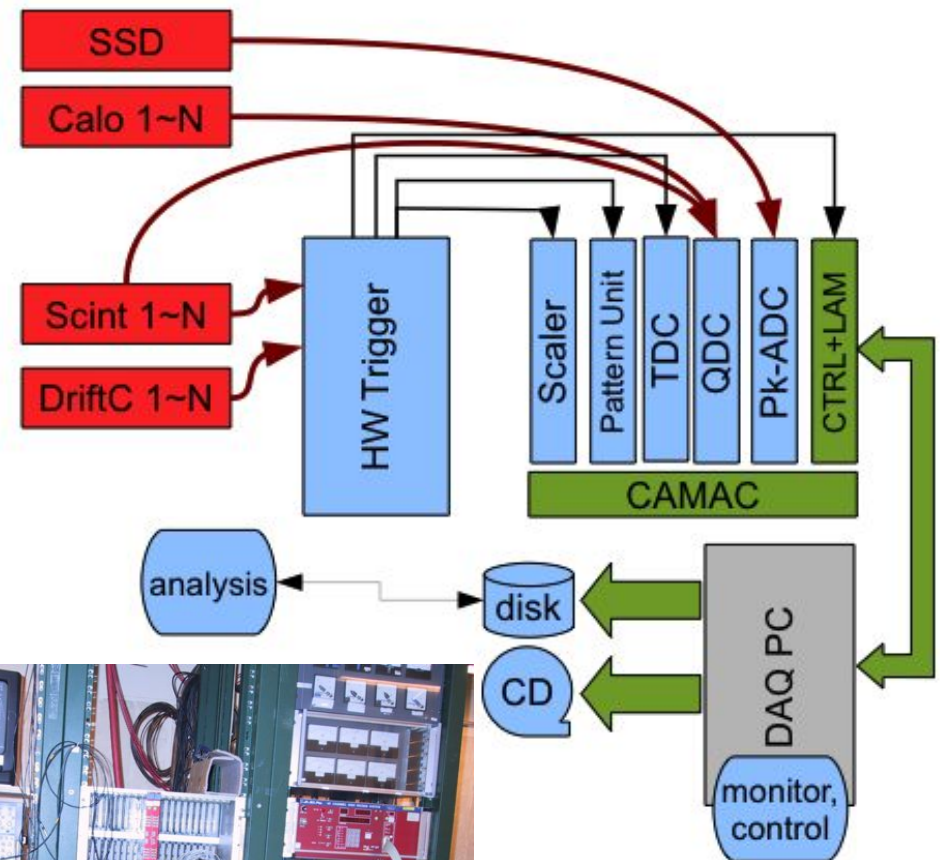 SSD
Calo 1~N
Scint 1~N
DriftC 1~N
HW Trigger
Scaler
Pattern Unit
TDC
QDC
Pk-ADC
CTRL+LAM
CAMAC
analysis
disk
CD
DAQ PC
monitor,
control